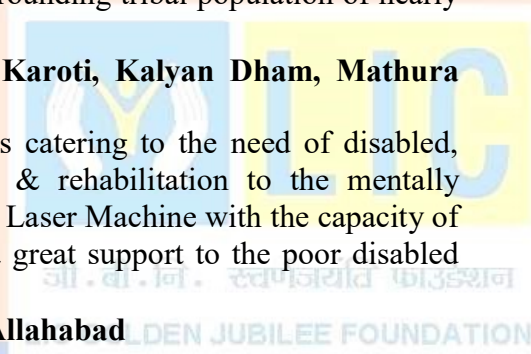 rounding tribal population of nearly
Karoti, Kalyan Dham, Mathura
s catering to the need of disabled,
& rehabilitation to the mentally
Laser Machine with the capacity of
great support to the poor disabled
जी.बी.नि. स्वर्णजयंति फाउंडेशन
Allahabad
LDEN JUBILEE FOUNDATION
LIC